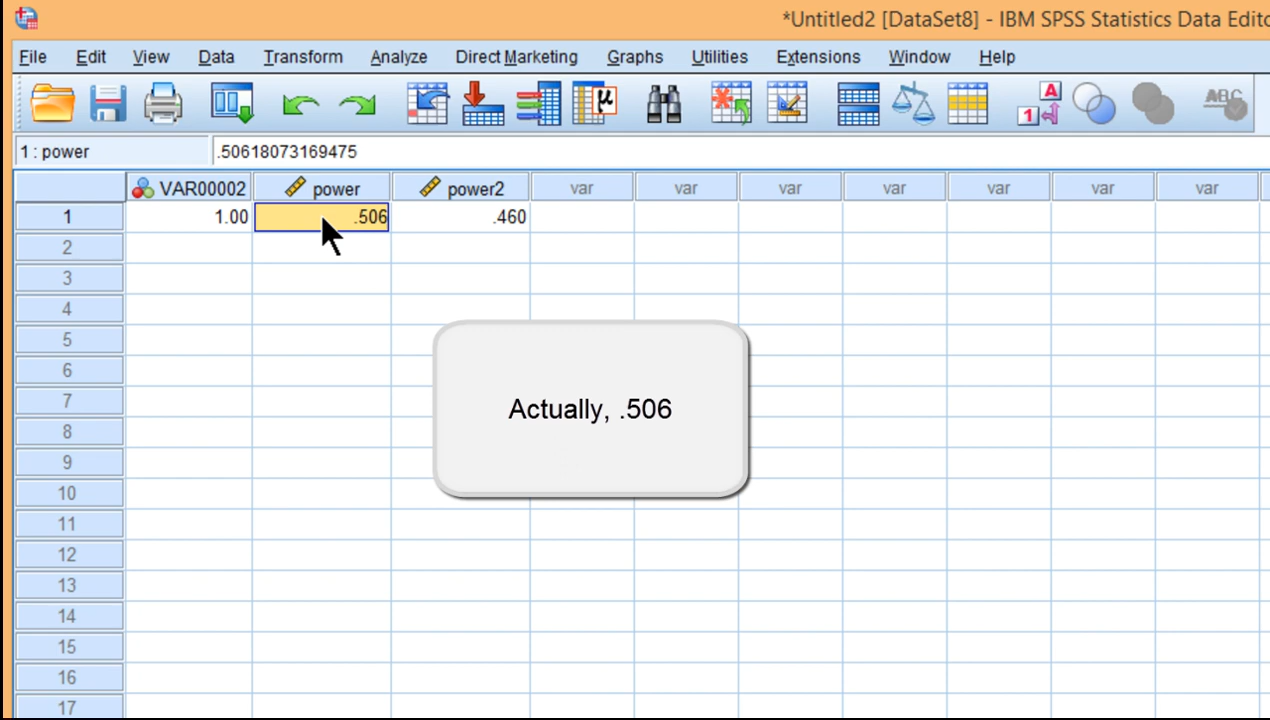 *Untitled2 [DataSet8] - IBM SPSS Statistics Data Edito
File Edit View Data Transform Analyze Direct Marketing Graphs Utilities Extensions Window Help
μ A 1 ABC
1 : power .50618073169475
VAR00002 power power2 var var var var var var var
1 1.00 .506 .460
2
3
4
5
6
7
Actually, .506
8
9
10
11
12
13
14
15
16
17